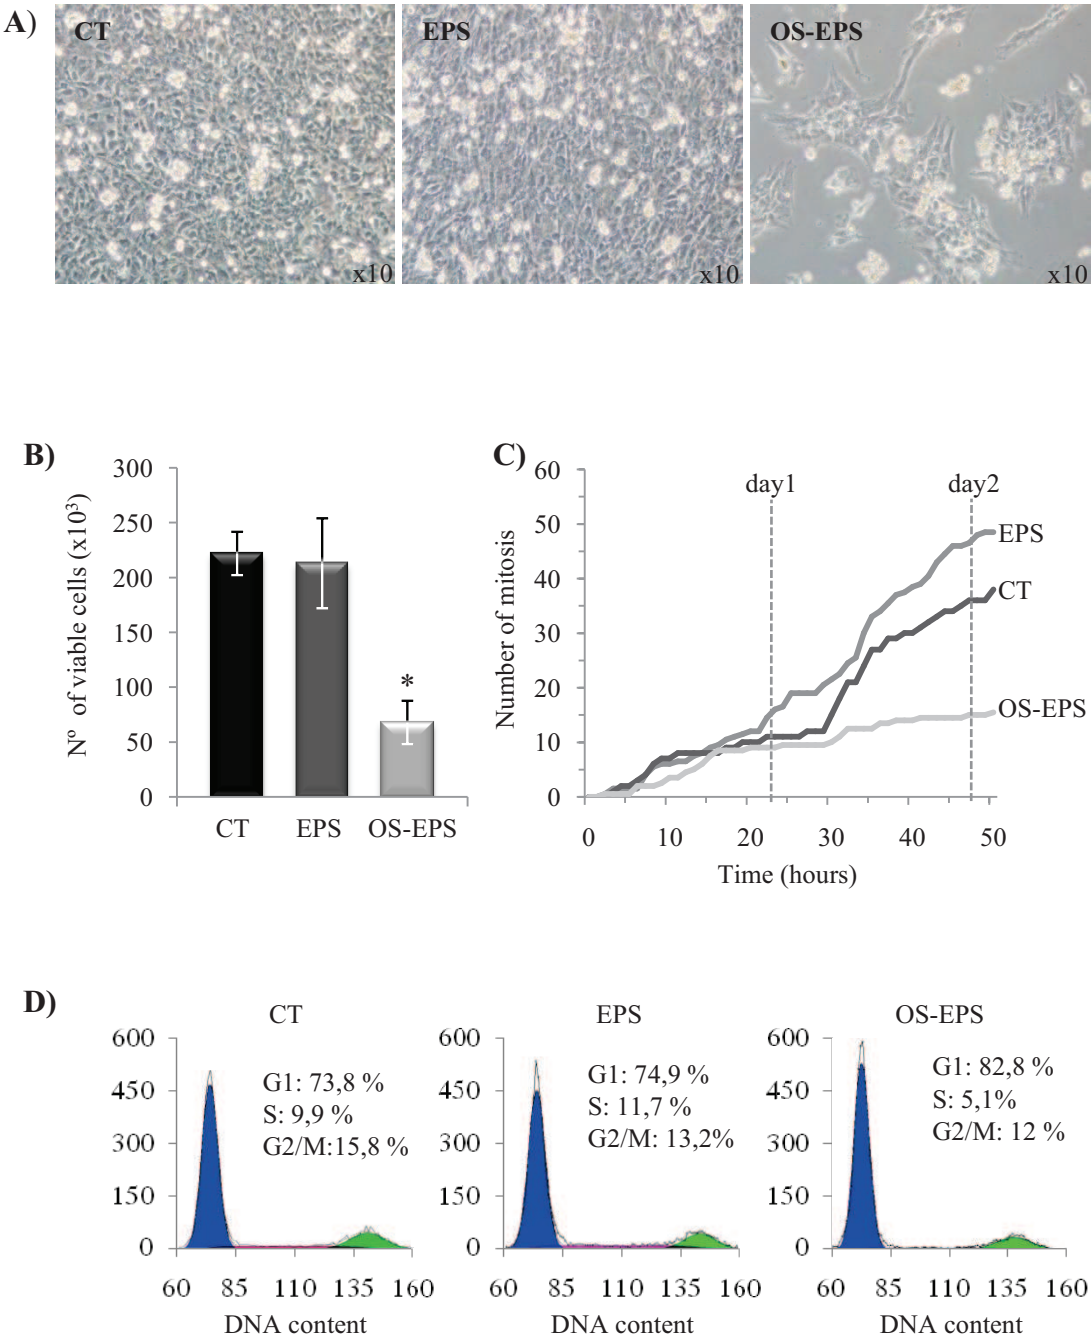 A)
CT
EPS
OS-EPS
x10
x10
x10
B)
Nº of viable cells (x10³)
300
250
200
150
100
50
0
*
CT
EPS
OS-EPS
C)
Number of mitosis
60
50
40
30
20
10
0
day1
day2
EPS
CT
OS-EPS
0 10 20 30 40 50
Time (hours)
D)
CT
600
450
300
150
0
G1: 73,8 %
S: 9,9 %
G2/M:15,8 %
60 85 110 135 160
DNA content
EPS
600
450
300
150
0
G1: 74,9 %
S: 11,7 %
G2/M: 13,2%
60 85 110 135 160
DNA content
OS-EPS
600
450
300
150
0
G1: 82,8 %
S: 5,1%
G2/M: 12 %
60 85 110 135 160
DNA content